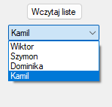 Wczytaj liste
Kamil
Wiktor
Szymon
Dominika
Kamil